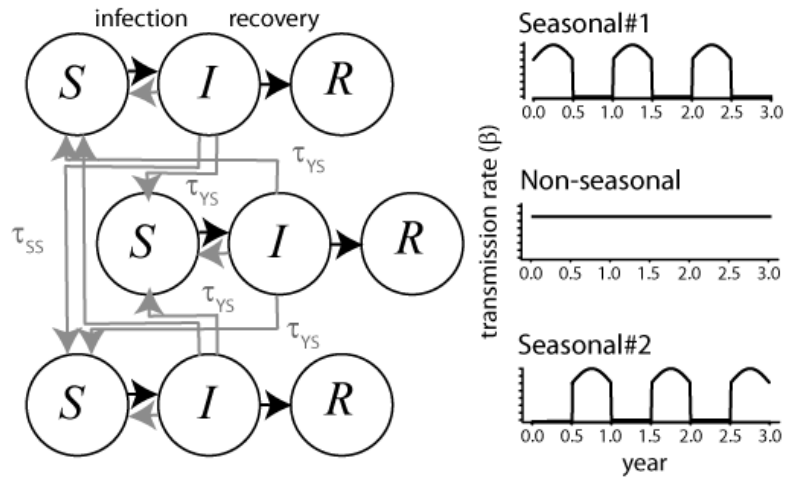 infection recovery
S I R
τYS
τYS
τSS
S I R
τYS
τYS
S I R
Seasonal#1
0.0 0.5 1.0 1.5 2.0 2.5 3.0
transmission rate (β)
Non-seasonal
0.0 0.5 1.0 1.5 2.0 2.5 3.0
Seasonal#2
0.0 0.5 1.0 1.5 2.0 2.5 3.0
year